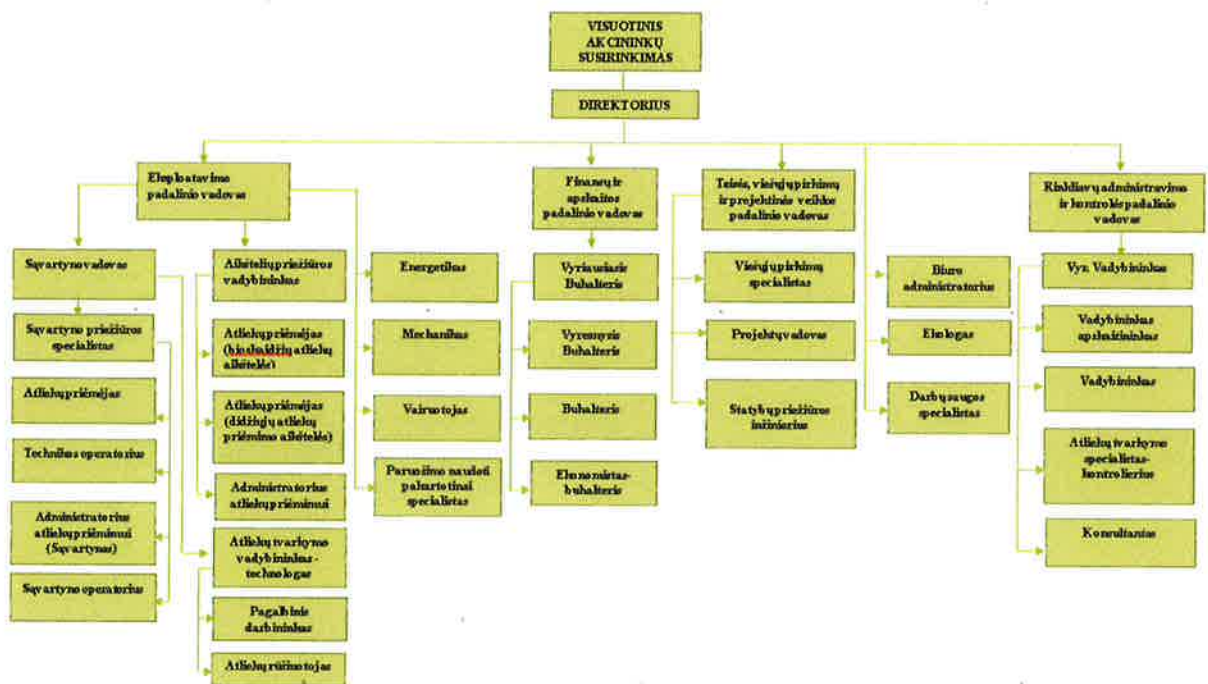 VISUOTINIS
AKCININKŲ
SUSIRINKIMAS
DIREKTORIUS
Eksploatavimo
padalinio vadovas
Finansų ir
apskaitos
padalinio vadovas
Teisės, viešųjų pirkimų
ir projektinės veiklos
padalinio vadovas
Rinkliavų administravimo
ir kontrolės padalinio
vadovas
Sąvartyno vadovas
Sąvartyno priežiūros
specialistas
Atliekų priėmėjas
Technikos operatorius
Administratorius
atliekų priėmimui
(Sąvartynas)
Sąvartyno operatorius
Aikštelių priežiūros
vadybininkas
Atliekų priėmėjas
(bioskaidžių atliekų
aikštelės)
Atliekų priėmėjas
(didžiųjų atliekų
priėmimo aikštelės)
Administratorius
atliekų priėmimui
Atliekų tvarkymo
vadybininkas -
technologas
Pagalbinis
darbininkas
Atliekų rūšiuotojas
Energetikas
Mechanikas
Vairuotojas
Paruošimo naudoti
pakartotinai
specialistas
Vyriausiasis
Buhalteris
Vyresnysis
Buhalteris
Buhalteris
Ekonomistas-
buhalteris
Viešųjų pirkimų
specialistas
Projektų vadovas
Statybų priežiūros
inžinierius
Biuro
administratorius
Ekologas
Darbų saugos
specialistas
Vyr. Vadybininkas
Vadybininkas
apskaitininkas
Vadybininkas
Atliekų tvarkymo
specialistas-
kontrolierius
Konsultantas